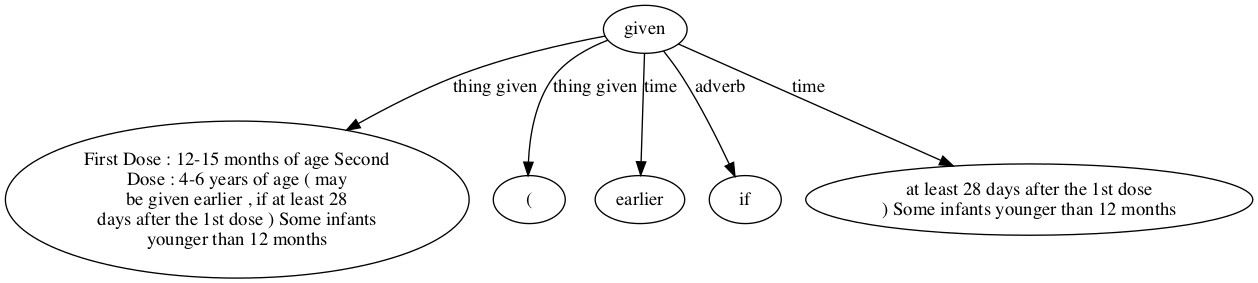 given
thing given
thing given
time
adverb
time
First Dose : 12-15 months of age Second
Dose : 4-6 years of age ( may
be given earlier , if at least 28
days after the 1st dose ) Some infants
younger than 12 months
(
earlier
if
at least 28 days after the 1st dose
) Some infants younger than 12 months